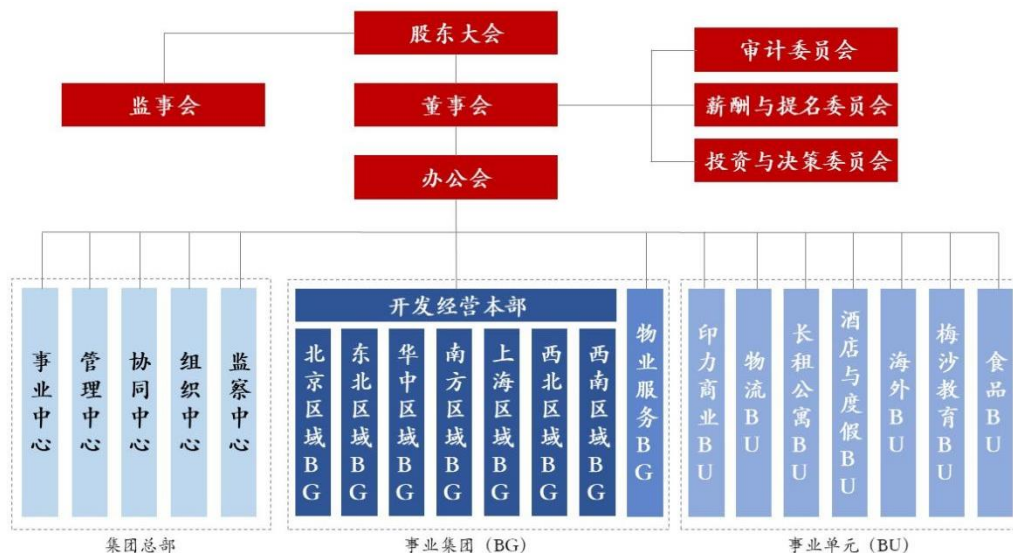 股东大会
监事会
董事会
办公会
审计委员会
薪酬与提名委员会
投资与决策委员会
事业中心
管理中心
协同中心
组织中心
监察中心
集团总部
开发经营本部
北京区域BG
东北区域BG
华中区域BG
南方区域BG
上海区域BG
西北区域BG
西南区域BG
物业服务BG
事业集团（BG）
印力商业BU
物流BU
长租公寓BU
酒店与度假BU
海外BU
梅沙教育BU
食品BU
事业单元（BU）